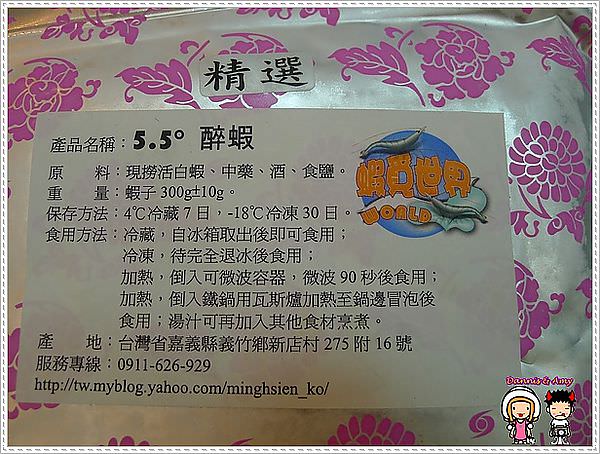 精選
產品名稱：5.5° 醉蝦
原　　料：現撈活白蝦、中藥、酒、食鹽。
重　　量：蝦子 300g±10g。
保存方法：4℃冷藏 7 日，-18℃冷凍 30 日。
食用方法：冷藏，自冰箱取出後即可食用；
冷凍，待完全退冰後食用；
加熱，倒入可微波容器，微波 90 秒後食用；
加熱，倒入鐵鍋用瓦斯爐加熱至鍋邊冒泡後
食用；湯汁可再加入其他食材烹煮。
產　　地：台灣省嘉義縣義竹鄉新店村 275 附 16 號
服務專線：0911-626-929
http://tw.myblog.yahoo.com/minghsien_ko/
蝦覓世界
WORLD
Dannis & Amy